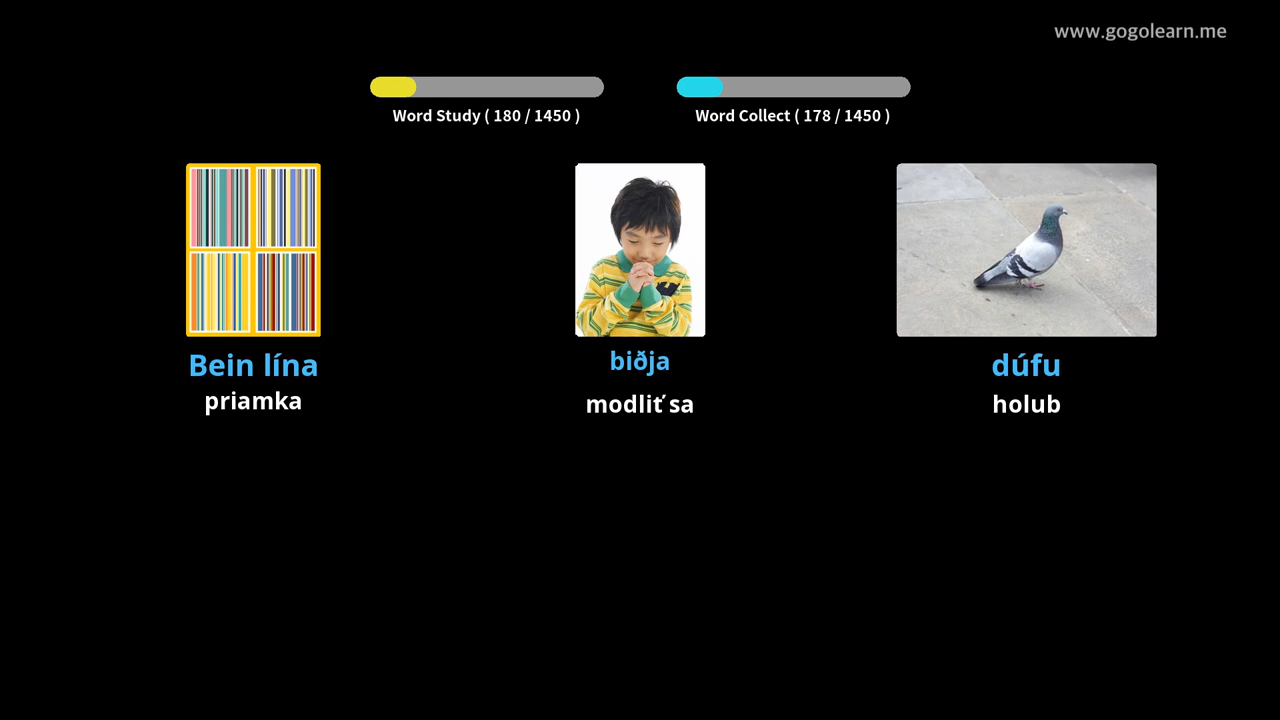 www.gogolearn.me
Word Study ( 180 / 1450 )
Word Collect ( 178 / 1450 )
Bein lína
priamka
biðja
modliť sa
dúfu
holub